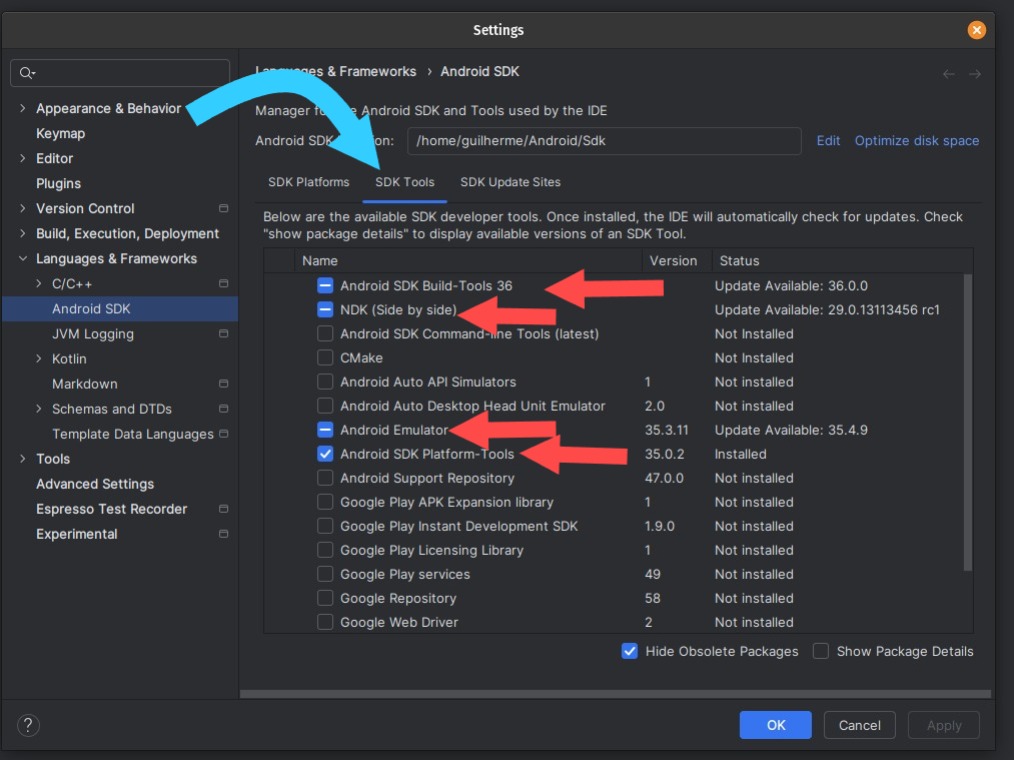 Settings
Languages & Frameworks › Android SDK
Appearance & Behavior
Keymap
Editor
Plugins
Version Control
Build, Execution, Deployment
Languages & Frameworks
C/C++
Android SDK
JVM Logging
Kotlin
Markdown
Schemas and DTDs
Template Data Languages
Tools
Advanced Settings
Espresso Test Recorder
Experimental
Manager Android SDK and Tools used by the IDE
Android SDK /home/guilherme/Android/Sdk Edit Optimize disk space
SDK Platforms SDK Tools SDK Update Sites
Below are the available SDK developer tools. Once installed, the IDE will automatically check for updates. Check
"show package details" to display available versions of an SDK Tool.
Name Version Status
Android SDK Build-Tools 36 Update Available: 36.0.0
NDK (Side by side) Update Available: 29.0.13113456 rc1
Android SDK Command-line Tools (latest) Not Installed
CMake Not Installed
Android Auto API Simulators 1 Not installed
Android Auto Desktop Head Unit Emulator 2.0 Not installed
Android Emulator 35.3.11 Update Available: 35.4.9
Android SDK Platform-Tools 35.0.2 Installed
Android Support Repository 47.0.0 Not installed
Google Play APK Expansion library 1 Not installed
Google Play Instant Development SDK 1.9.0 Not installed
Google Play Licensing Library 1 Not installed
Google Play services 49 Not installed
Google Repository 58 Not installed
Google Web Driver 2 Not installed
Hide Obsolete Packages Show Package Details
? OK Cancel Apply